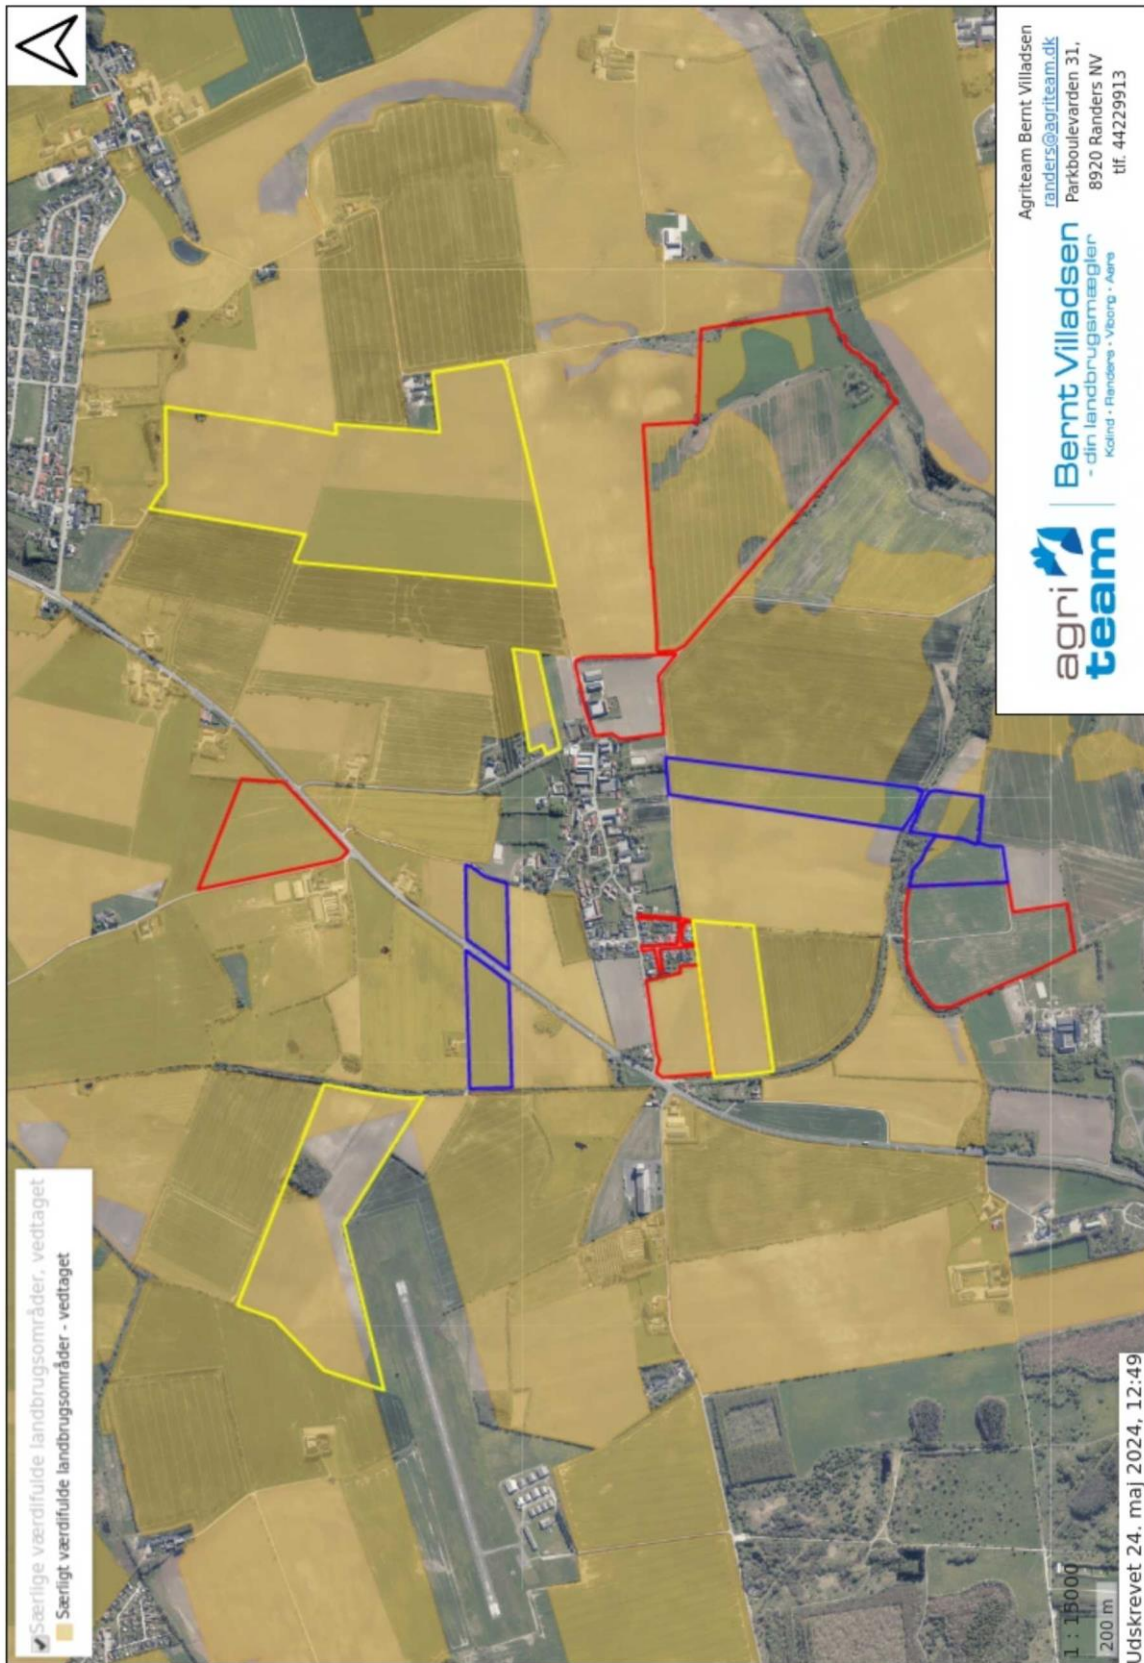 Særlige værdifulde landbrugsområder, vedtaget
Særligt værdifulde landbrugsområder - vedtaget
1 : 15000
200 m
Udskrevet 24. maj 2024, 12:49
agri
team
Bernt Villadsen
- din landbrugsmægler
Kolind • Randers • Viborg • Aars
Agriteam Bernt Villadsen
randers@agriteam.dk
Parkboulevarden 31,
8920 Randers NV
tlf. 44229913